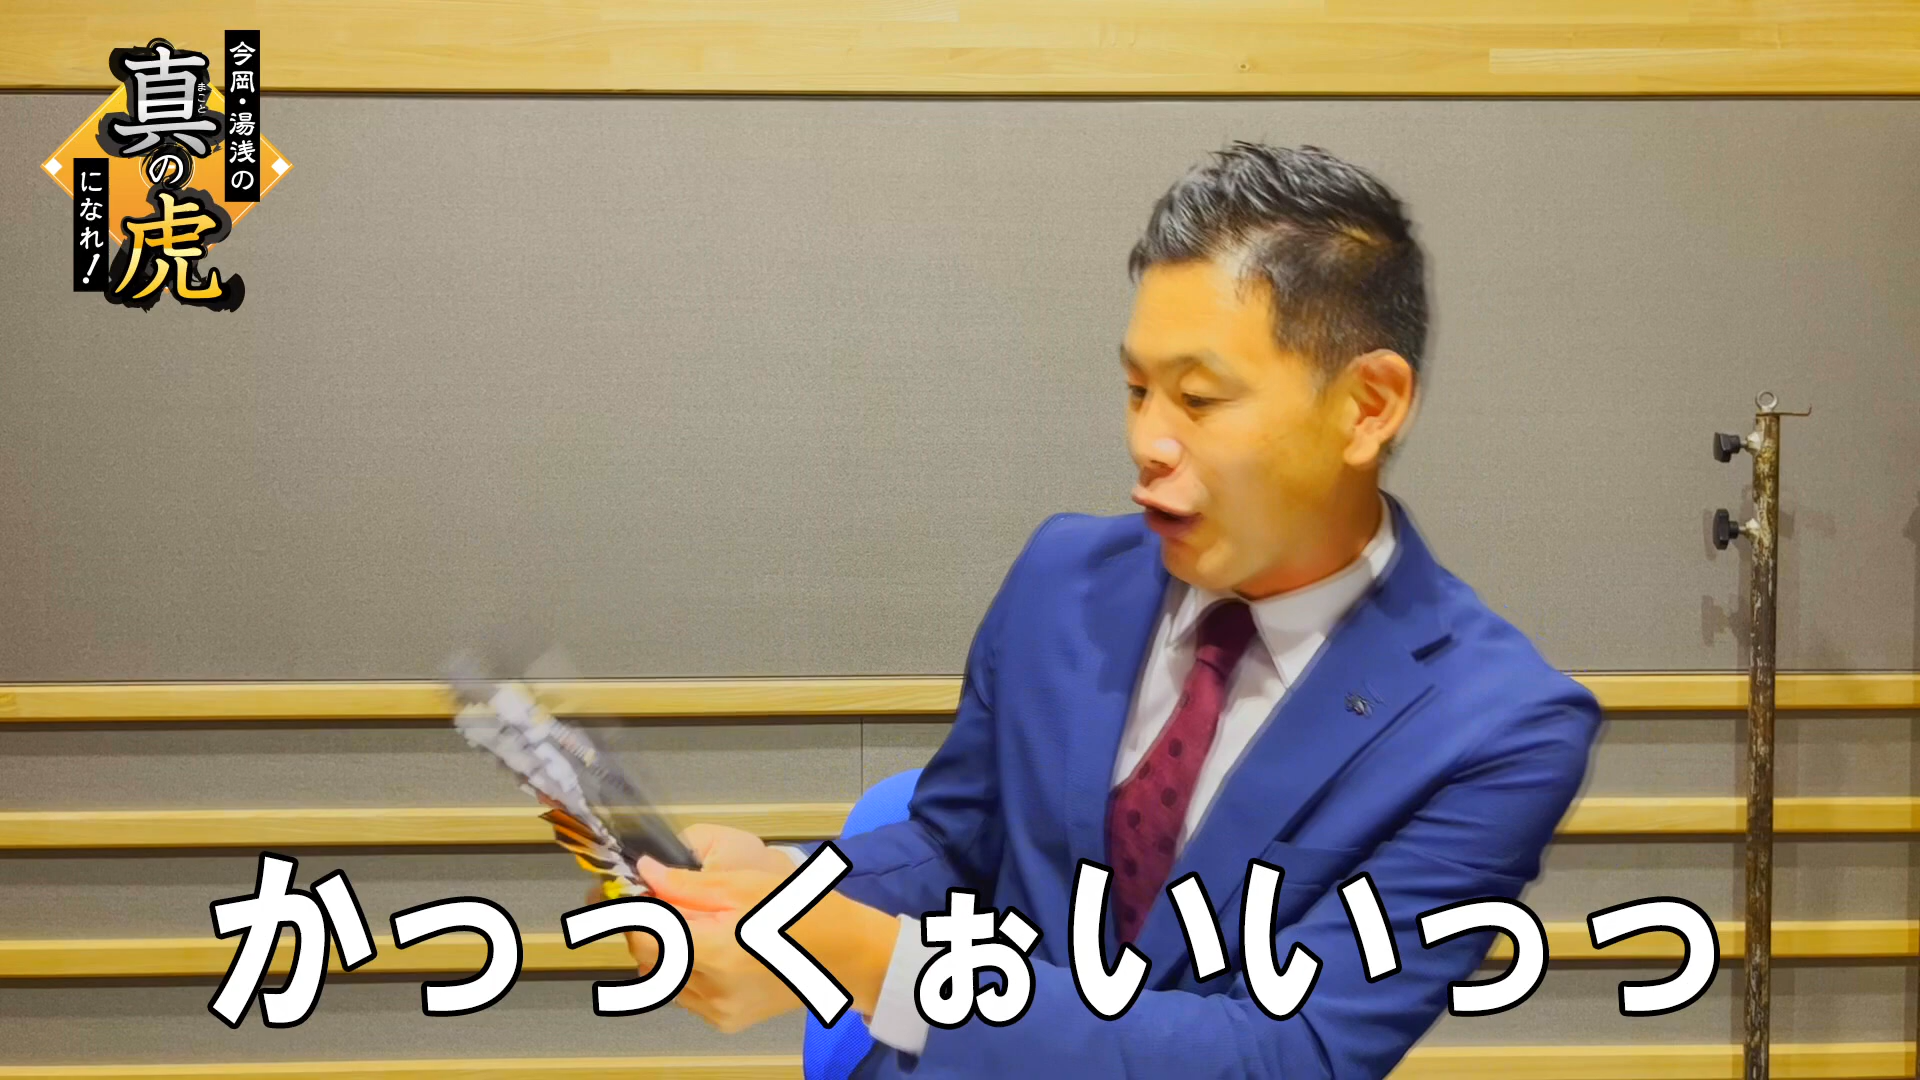 今岡・湯浅の
真の虎
まこと
になれ!
かっっくぉいいっっ